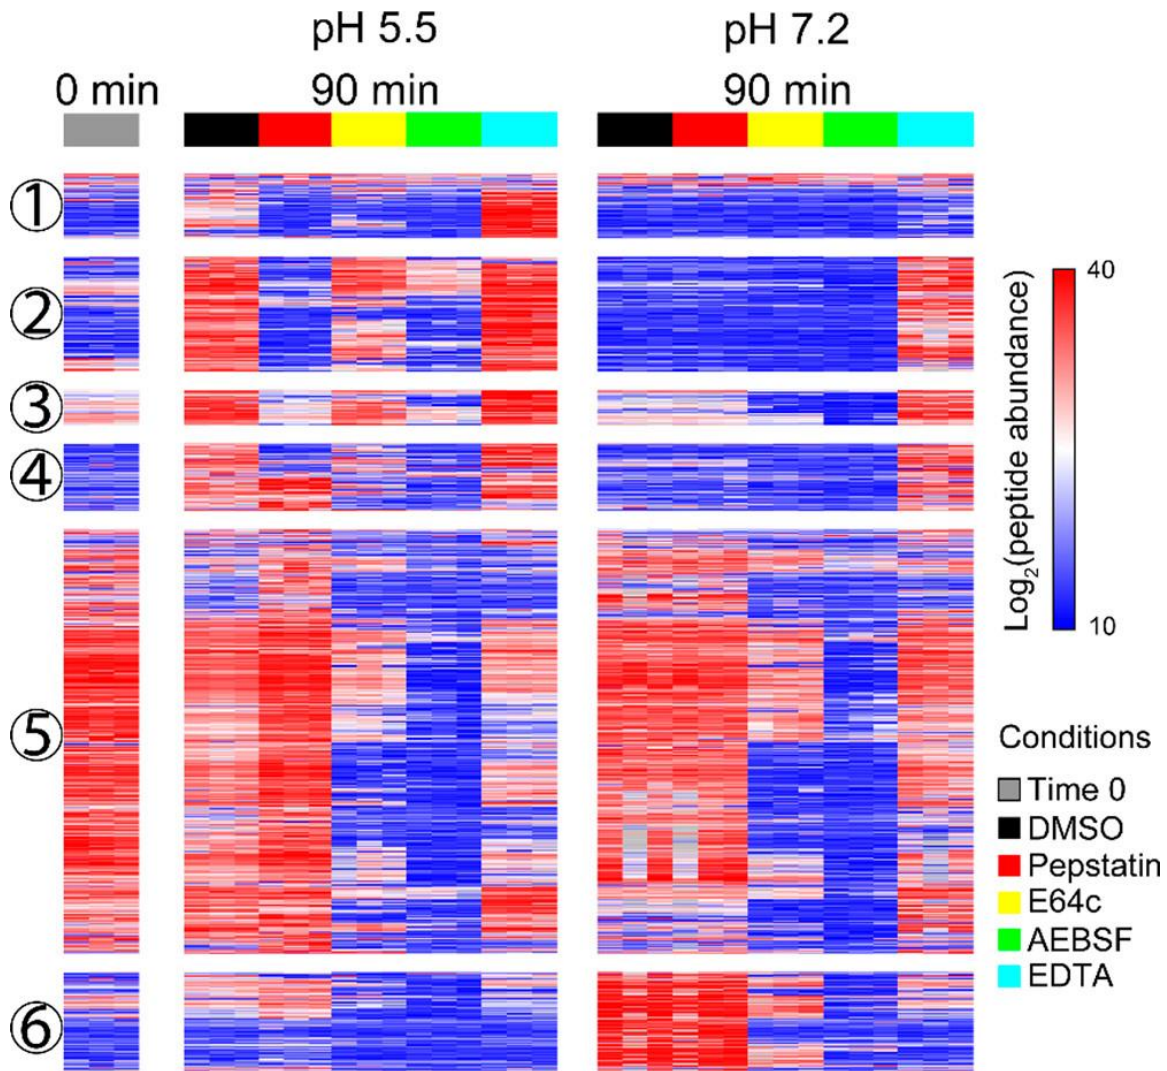 pH 5.5 pH 7.2
0 min 90 min 90 min
1
2
3
4
5
6
40
Log₂(peptide abundance)
10
Conditions
Time 0
DMSO
Pepstatin
E64c
AEBSF
EDTA